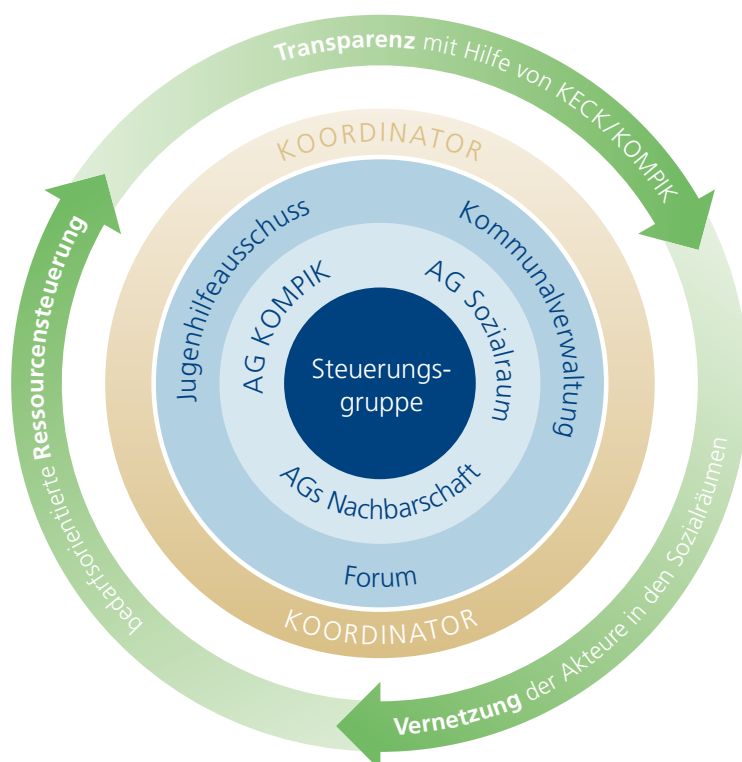 Transparenz mit Hilfe von KECK/KOMPIK
KOORDINATOR
Jugenhilfeausschuss
Kommunalverwaltung
AG KOMPIK
AG Sozialraum
Steuerungs-
gruppe
AGs Nachbarschaft
Forum
KOORDINATOR
Vernetzung der Akteure in den Sozialräumen
bedarfsorientierte Ressourcensteuerung